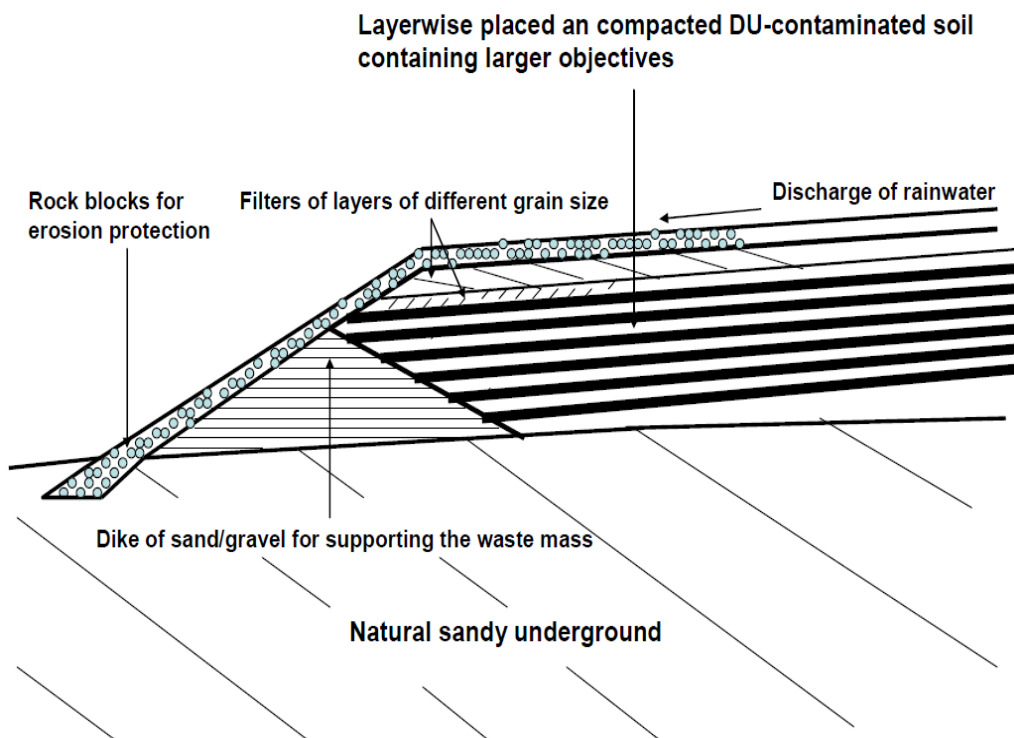 Layerwise placed an compacted DU-contaminated soil
containing larger objectives
Rock blocks for
erosion protection
Filters of layers of different grain size
Discharge of rainwater
Dike of sand/gravel for supporting the waste mass
Natural sandy underground